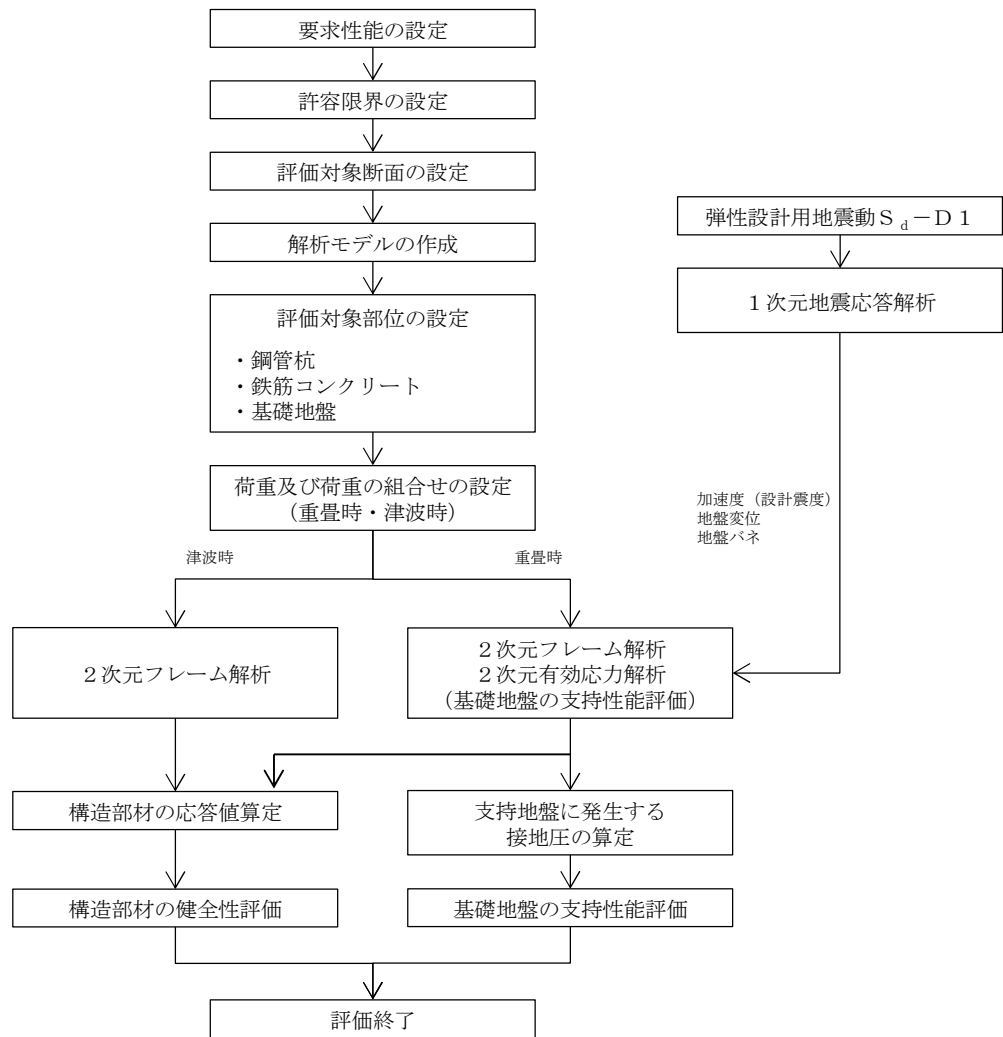 要求性能の設定
許容限界の設定
評価対象断面の設定
解析モデルの作成
評価対象部位の設定
・鋼管杭
・鉄筋コンクリート
・基礎地盤
荷重及び荷重の組合せの設定
（重畳時・津波時）
弾性設計用地震動Ｓｄ－Ｄ１
１次元地震応答解析
加速度（設計震度）
地盤変位
地盤バネ
津波時
重畳時
２次元フレーム解析
２次元フレーム解析
２次元有効応力解析
（基礎地盤の支持性能評価）
構造部材の応答値算定
支持地盤に発生する
接地圧の算定
構造部材の健全性評価
基礎地盤の支持性能評価
評価終了